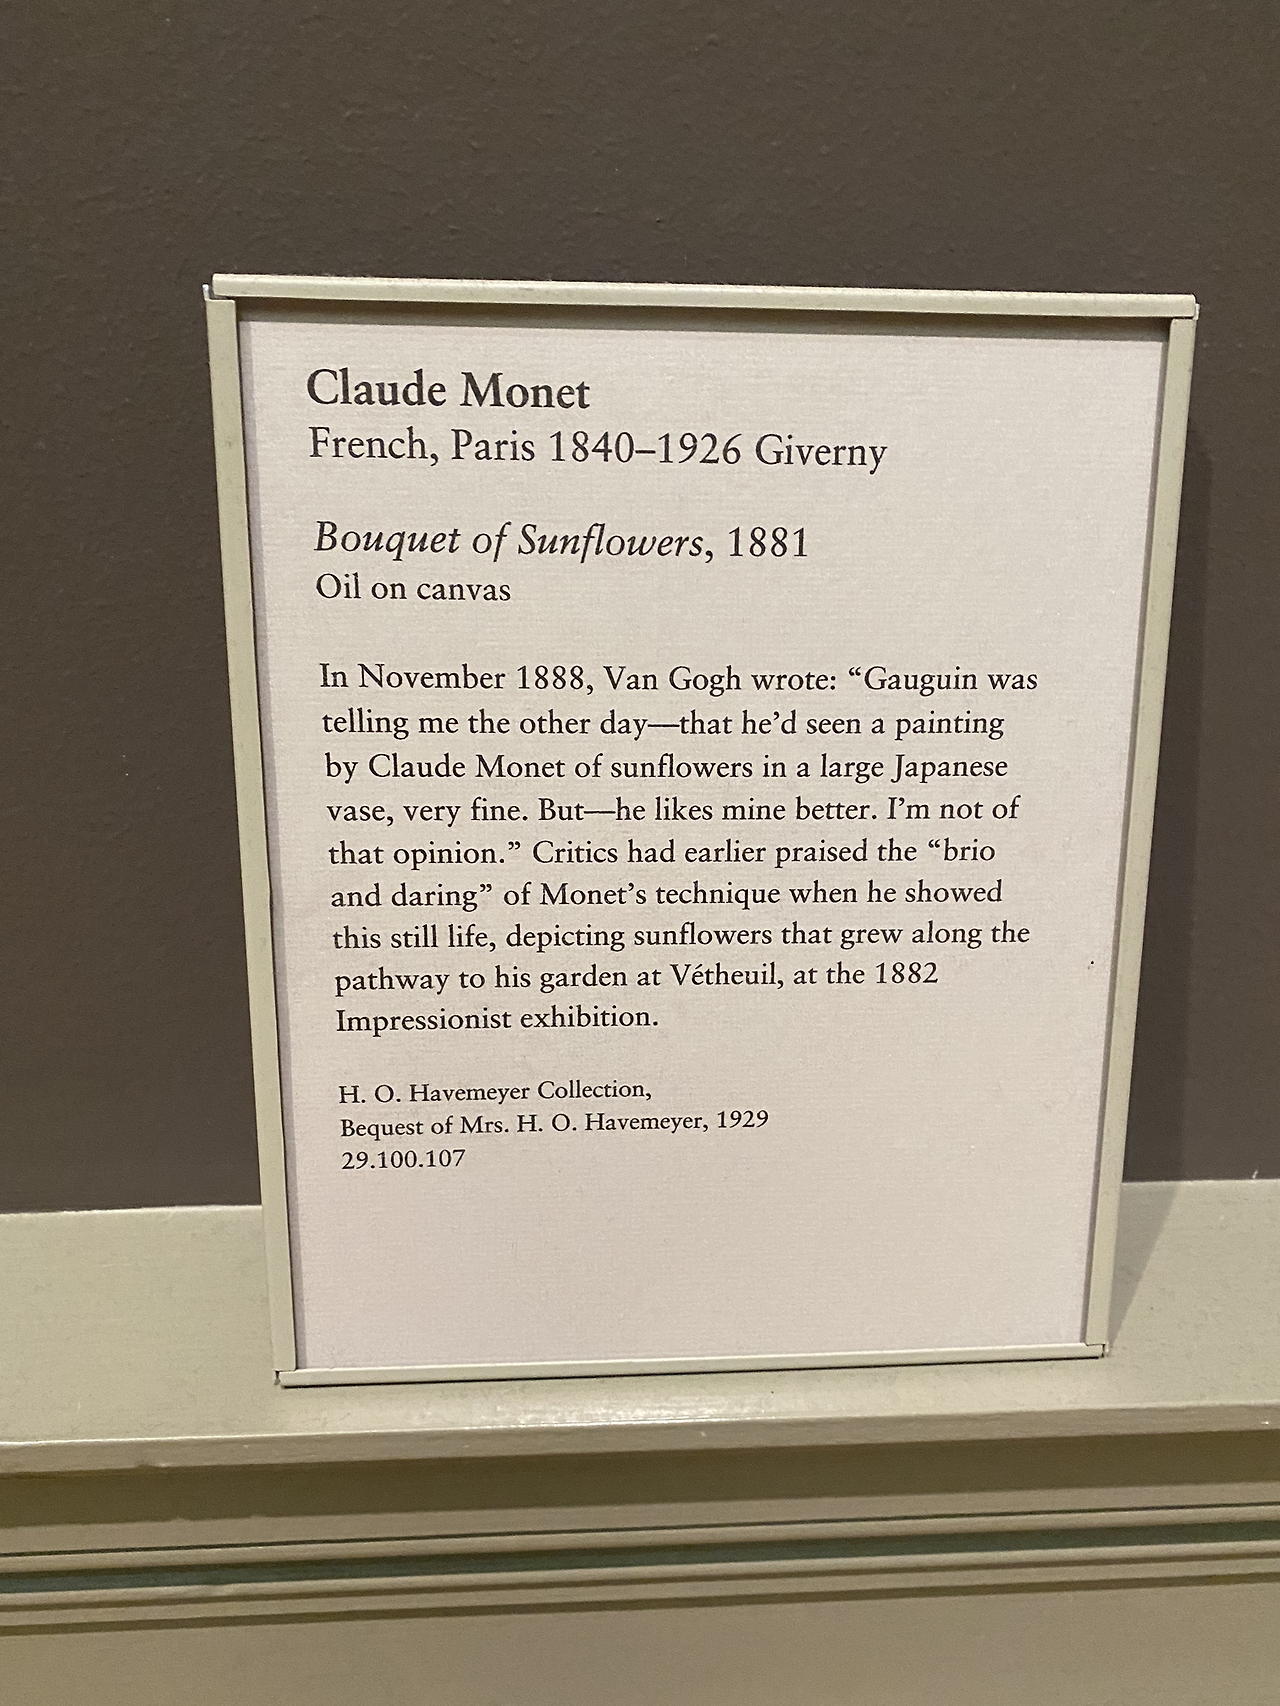 Claude Monet
French, Paris 1840–1926 Giverny
Bouquet of Sunflowers, 1881
Oil on canvas
In November 1888, Van Gogh wrote: “Gauguin was
telling me the other day—that he’d seen a painting
by Claude Monet of sunflowers in a large Japanese
vase, very fine. But—he likes mine better. I’m not of
that opinion.” Critics had earlier praised the “brio
and daring” of Monet’s technique when he showed
this still life, depicting sunflowers that grew along the
pathway to his garden at Vétheuil, at the 1882
Impressionist exhibition.
H. O. Havemeyer Collection,
Bequest of Mrs. H. O. Havemeyer, 1929
29.100.107